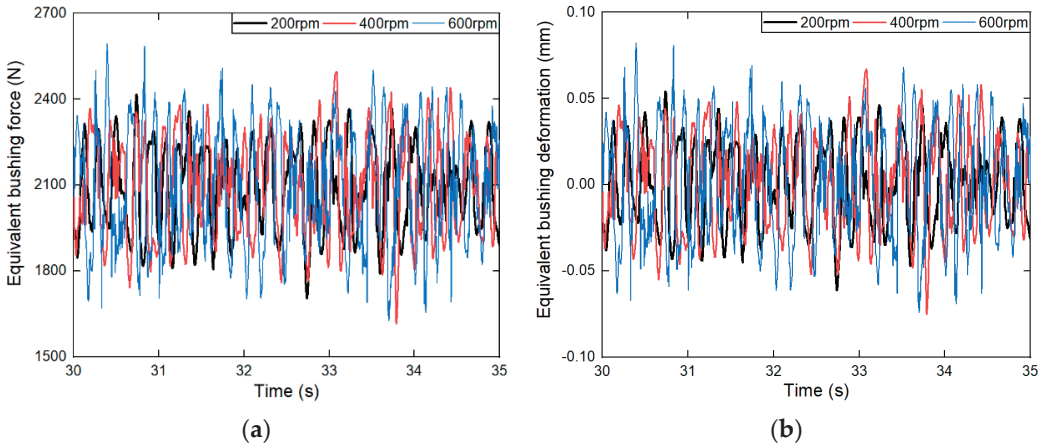 200rpm 400rpm 600rpm
Equivalent bushing force (N)
2700
2400
2100
1800
1500
30 31 32 33 34 35
Time (s)
(a)
200rpm 400rpm 600rpm
Equivalent bushing deformation (mm)
0.10
0.05
0.00
-0.05
-0.10
30 31 32 33 34 35
Time (s)
(b)